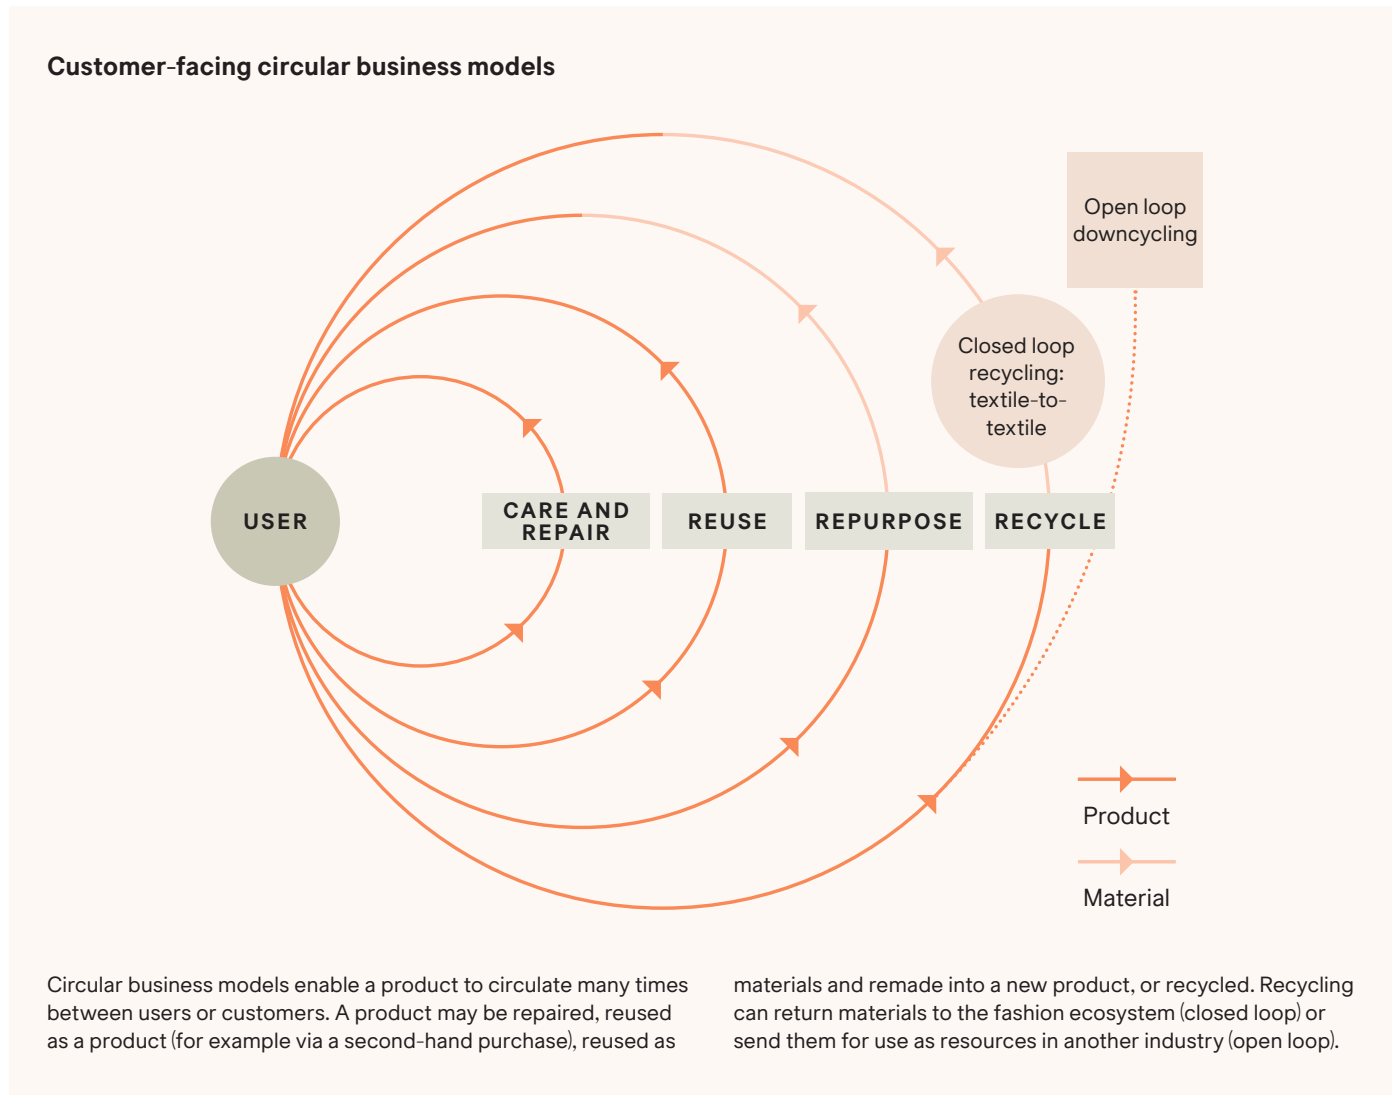 Customer-facing circular business models
Open loop
downcycling
Closed loop
recycling:
textile-to-
textile
USER
CARE AND
REPAIR
REUSE
REPURPOSE
RECYCLE
Product
Material
Circular business models enable a product to circulate many times
between users or customers. A product may be repaired, reused
as a product (for example via a second-hand purchase), reused as
materials and remade into a new product, or recycled. Recycling
can return materials to the fashion ecosystem (closed loop) or
send them for use as resources in another industry (open loop).